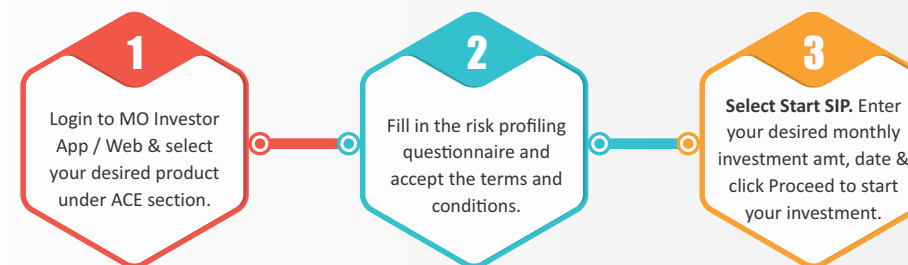 1
Login to MO Investor
App / Web & select
your desired product
under ACE section.
2
Fill in the risk profiling
questionnaire and
accept the terms and
conditions.
3
Select Start SIP. Enter
your desired monthly
investment amt, date &
click Proceed to start
your investment.